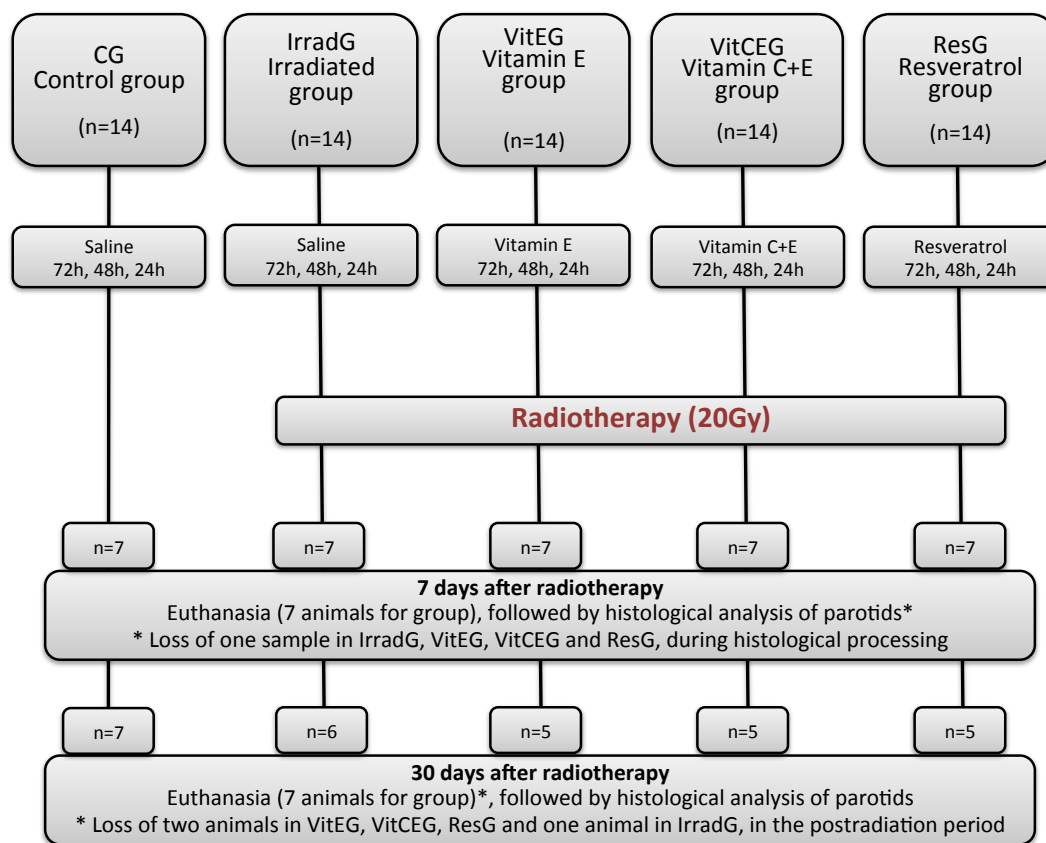 CG
Control group
(n=14)
IrradG
Irradiated
group
(n=14)
VitEG
Vitamin E
group
(n=14)
VitCEG
Vitamin C+E
group
(n=14)
ResG
Resveratrol
group
(n=14)
Saline
72h, 48h, 24h
Saline
72h, 48h, 24h
Vitamin E
72h, 48h, 24h
Vitamin C+E
72h, 48h, 24h
Resveratrol
72h, 48h, 24h
Radiotherapy (20Gy)
n=7
n=7
n=7
n=7
n=7
7 days after radiotherapy
Euthanasia (7 animals for group), followed by histological analysis of parotids*
* Loss of one sample in IrradG, VitEG, VitCEG and ResG, during histological processing
n=7
n=6
n=5
n=5
n=5
30 days after radiotherapy
Euthanasia (7 animals for group)*, followed by histological analysis of parotids
* Loss of two animals in VitEG, VitCEG, ResG and one animal in IrradG, in the postradiation period